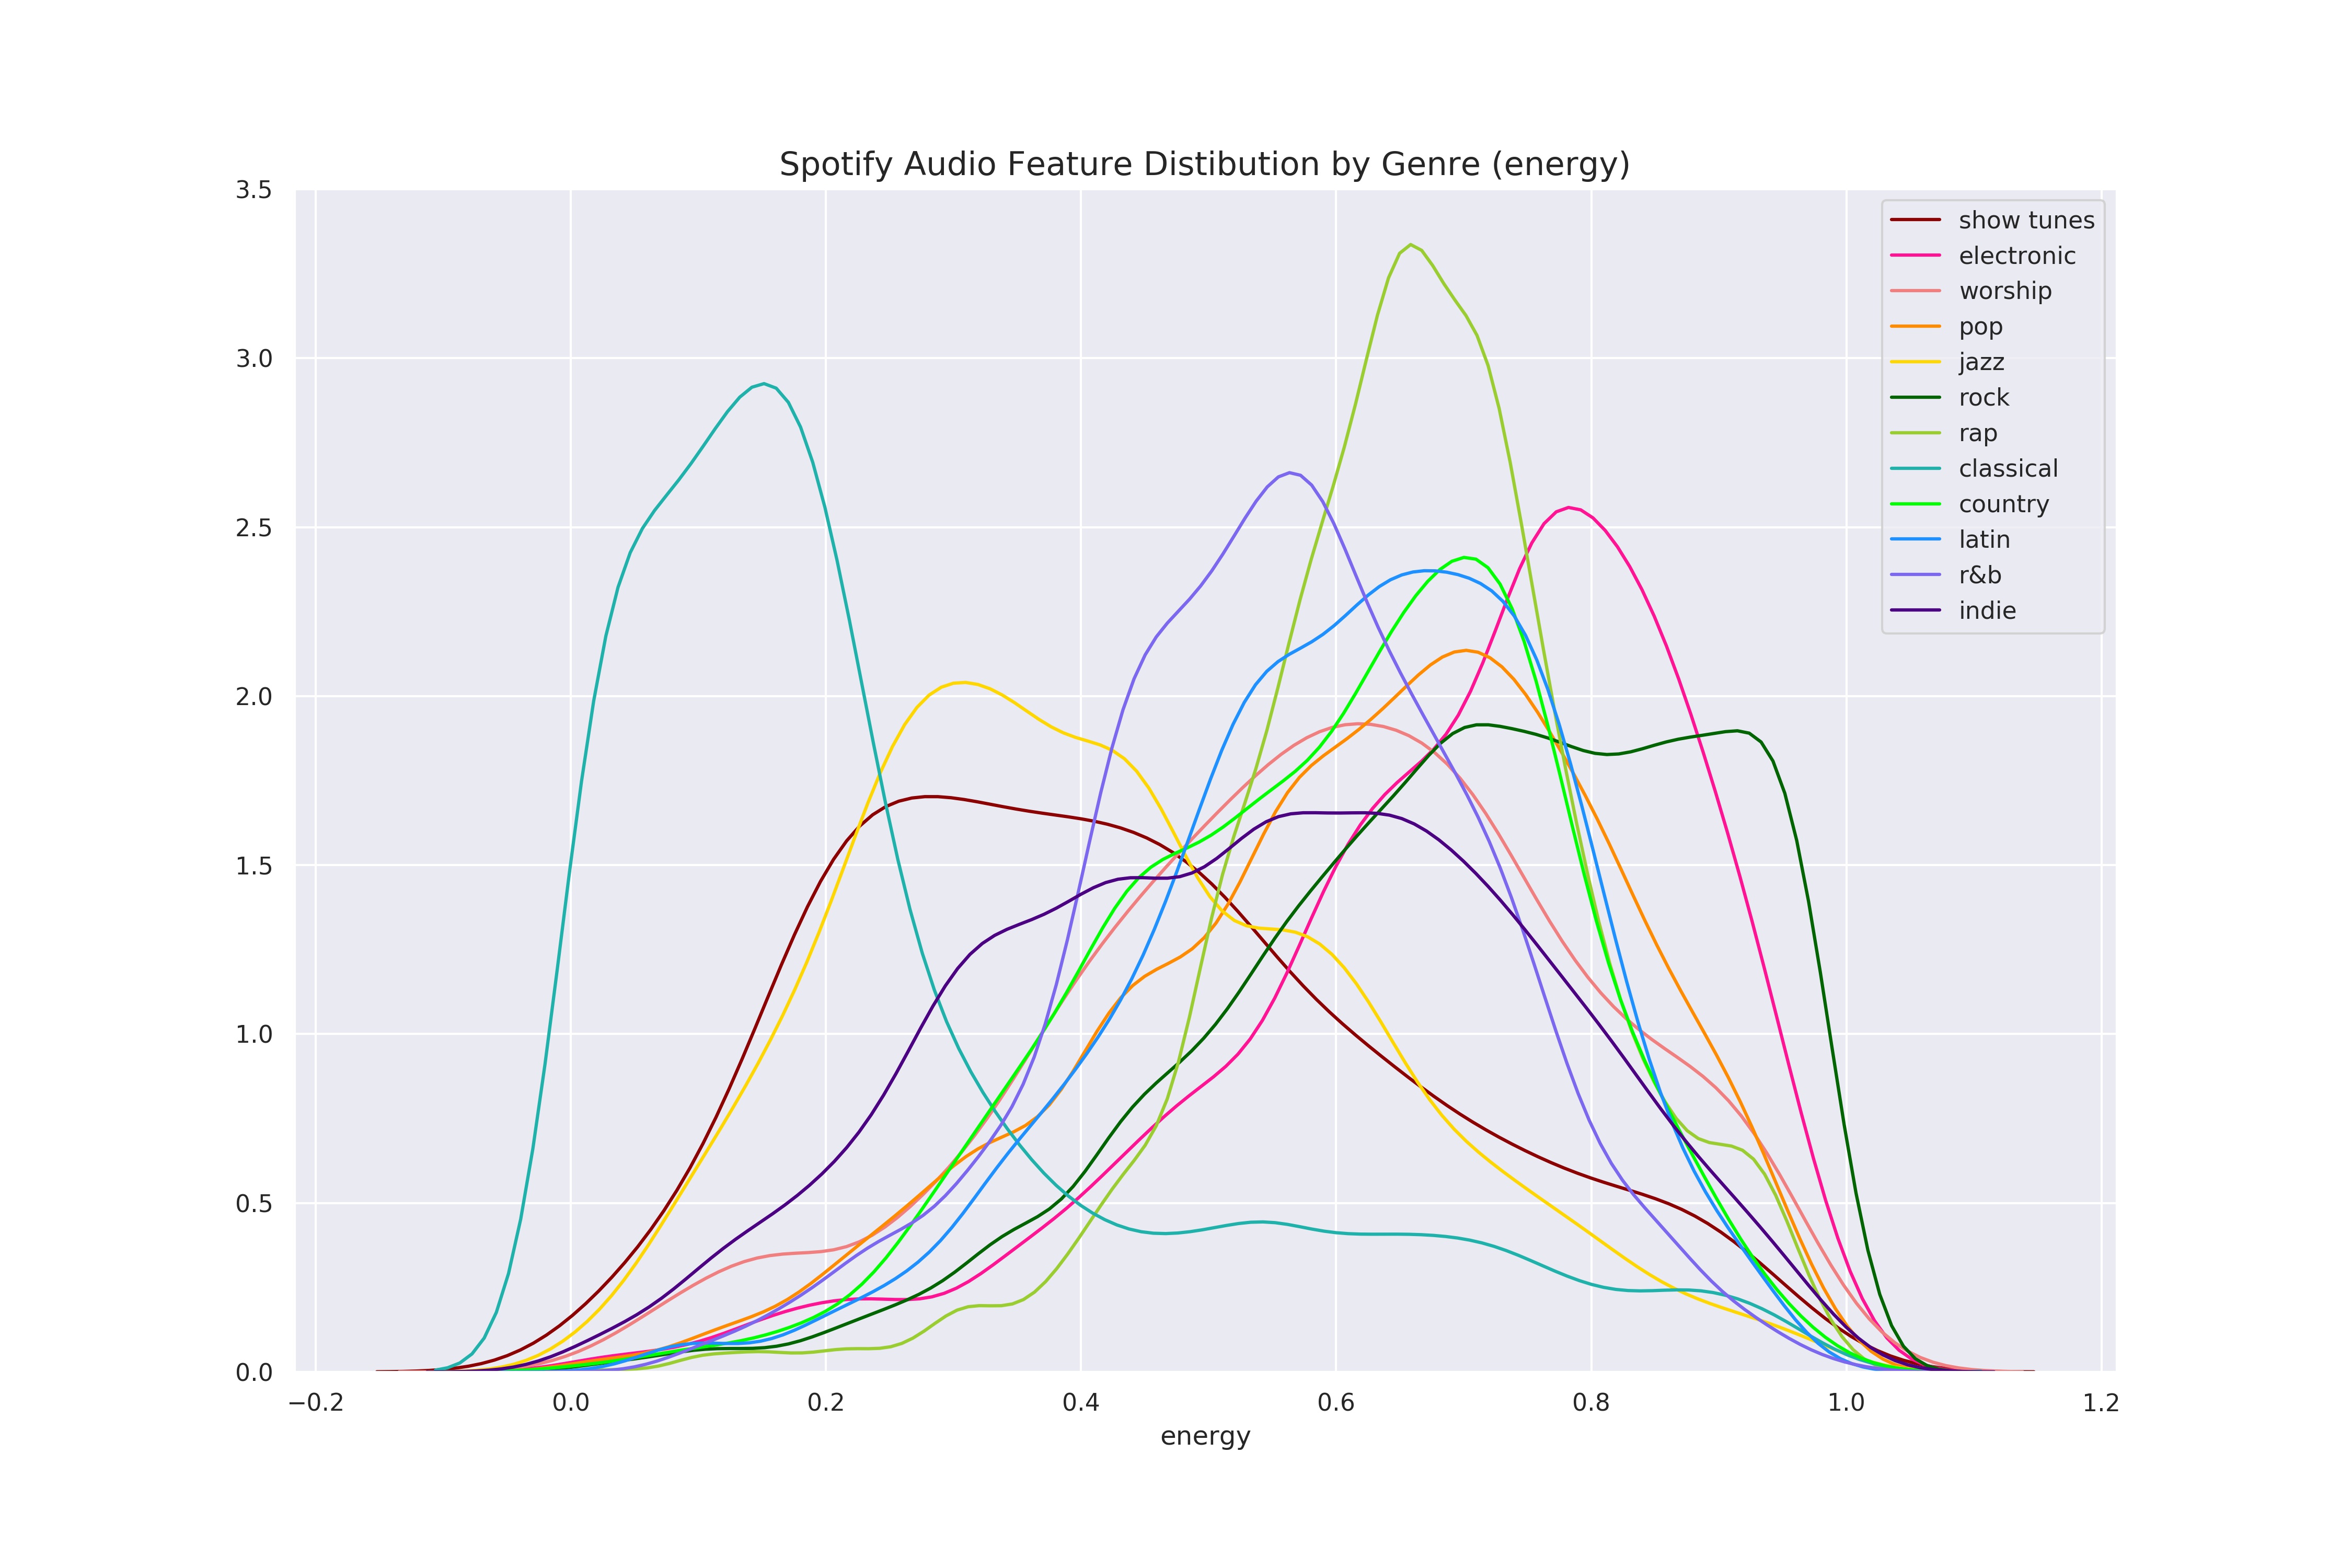 Spotify Audio Feature Distibution by Genre (energy)
3.5
3.0
2.5
2.0
1.5
1.0
0.5
0.0
show tunes
electronic
worship
pop
jazz
rock
rap
classical
country
latin
r&b
indie
−0.2 0.0 0.2 0.4 0.6 0.8 1.0 1.2
energy